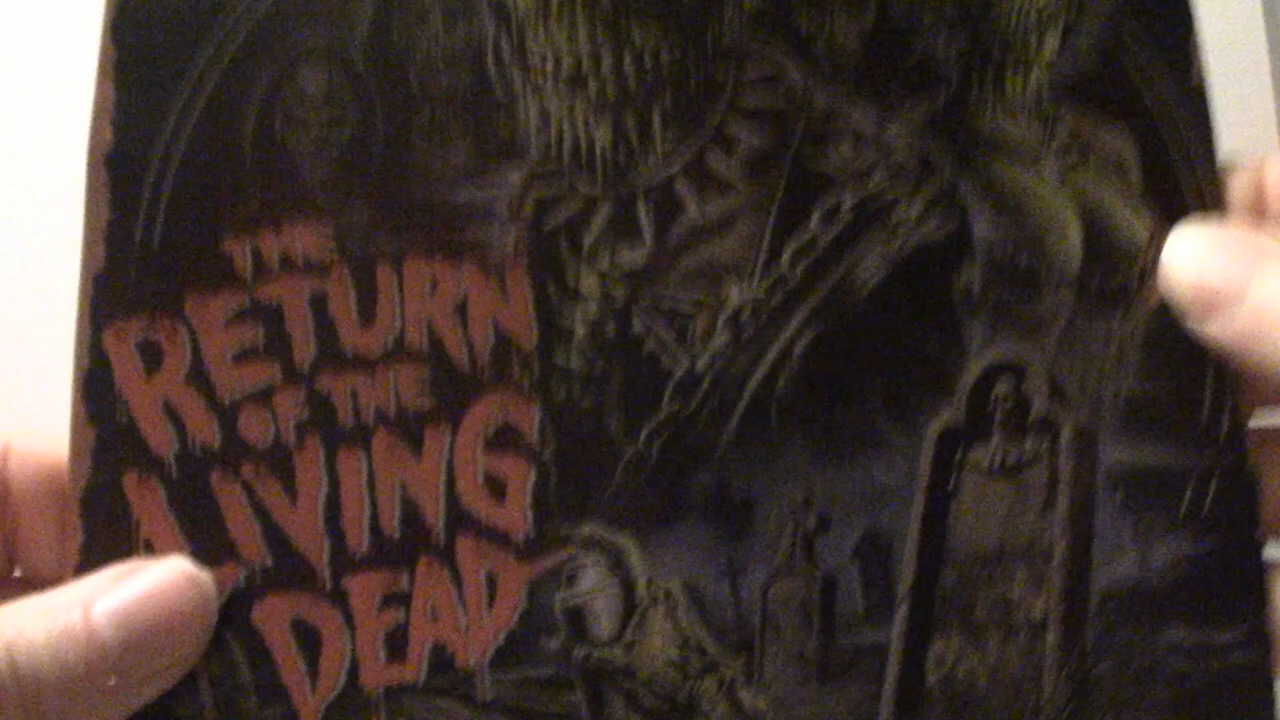 THE
RETURN
OF THE
LIVING
DEAD